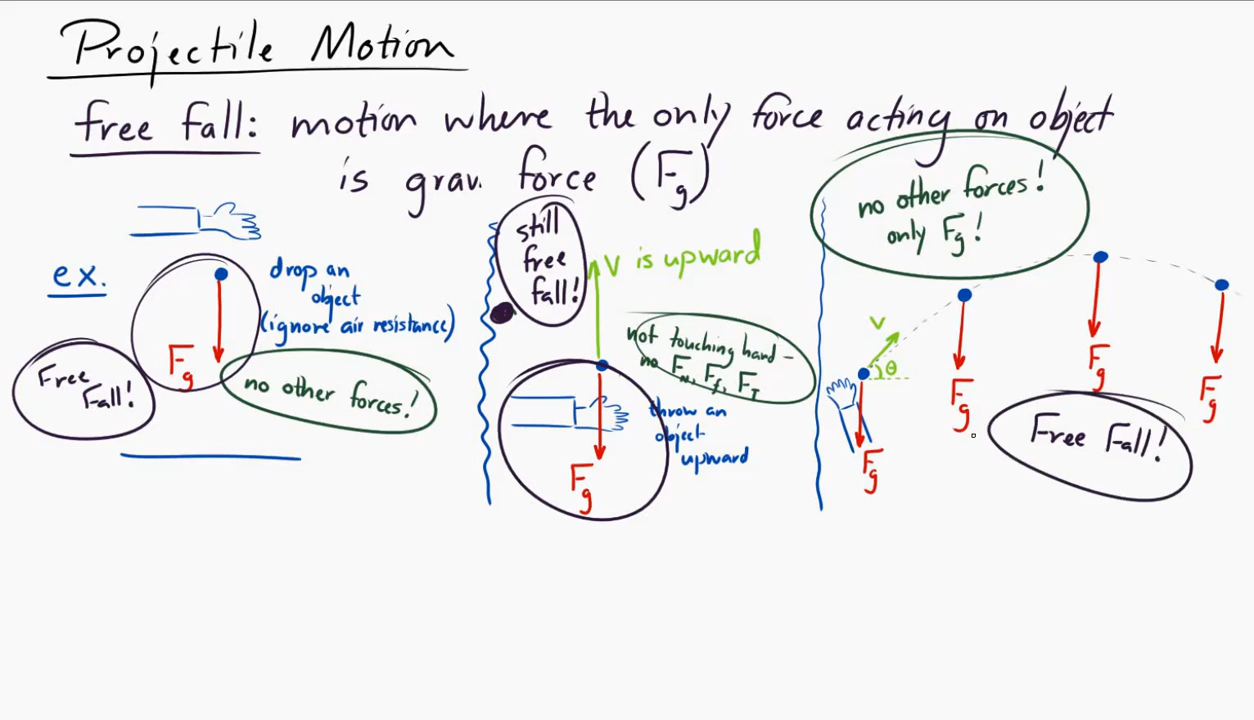 Projectile Motion
free fall: motion where the only force acting on object
is grav. force (Fg)
ex.
drop an
object
(ignore air resistance)
Fg
Free
Fall!
no other forces!
still
free
fall!
v is upward
not touching hand -
no FN, Ff, FT
throw an
object
upward
Fg
no other forces!
only Fg!
v
θ
Fg
Fg
Fg
Fg
Free Fall!